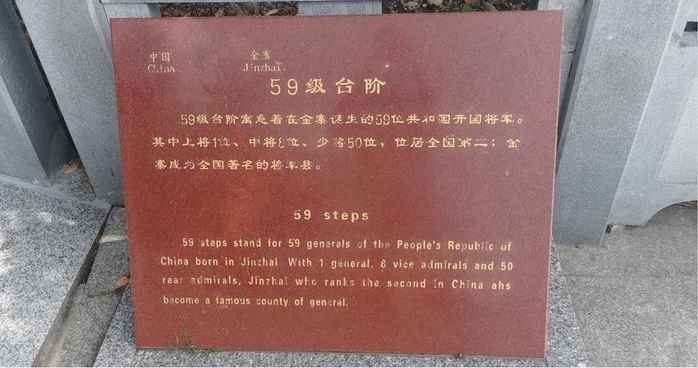 中国 金寨
China Jinzhai
59级台阶
59级台阶寓意着在金寨诞生的59位共和国开国将军。
其中上将1位、中将8位、少将50位，位居全国第二；金
寨成为全国著名的将军县。
59 steps
59 steps stand for 59 generals of the People's Republic of
China born in Jinzhai. With 1 general, 8 vice admirals and 50
rear admirals, Jinzhai who ranks the second in China ahs
become a famous county of general.